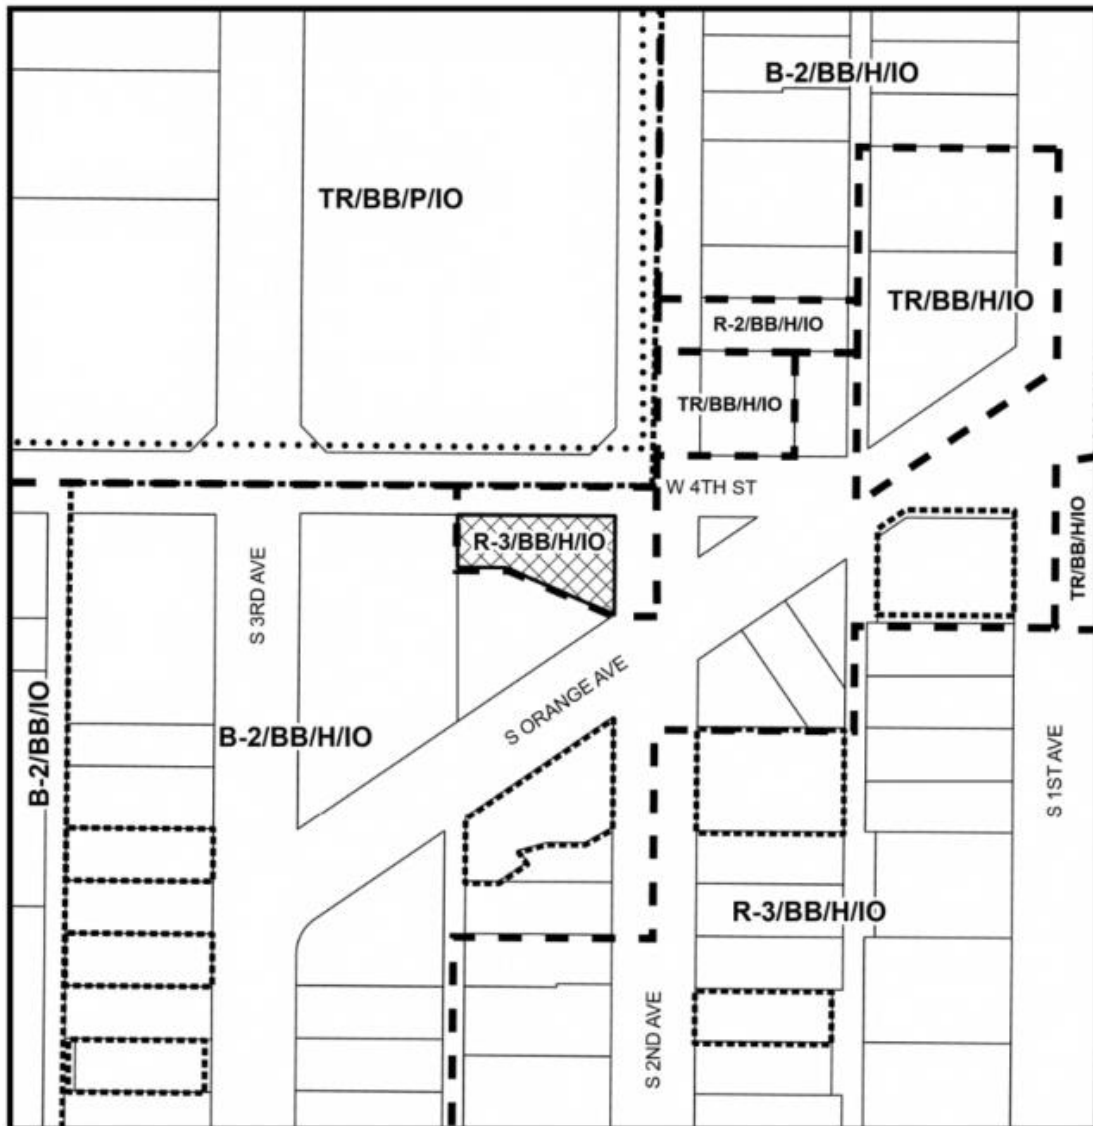 B-2/BB/H/IO
TR/BB/P/IO
TR/BB/H/IO
R-2/BB/H/IO
TR/BB/H/IO
W 4TH ST
R-3/BB/H/IO
TR/BB/H/IO
S 3RD AVE
S ORANGE AVE
B-2/BB/IO
B-2/BB/H/IO
S 1ST AVE
R-3/BB/H/IO
S 2ND AVE